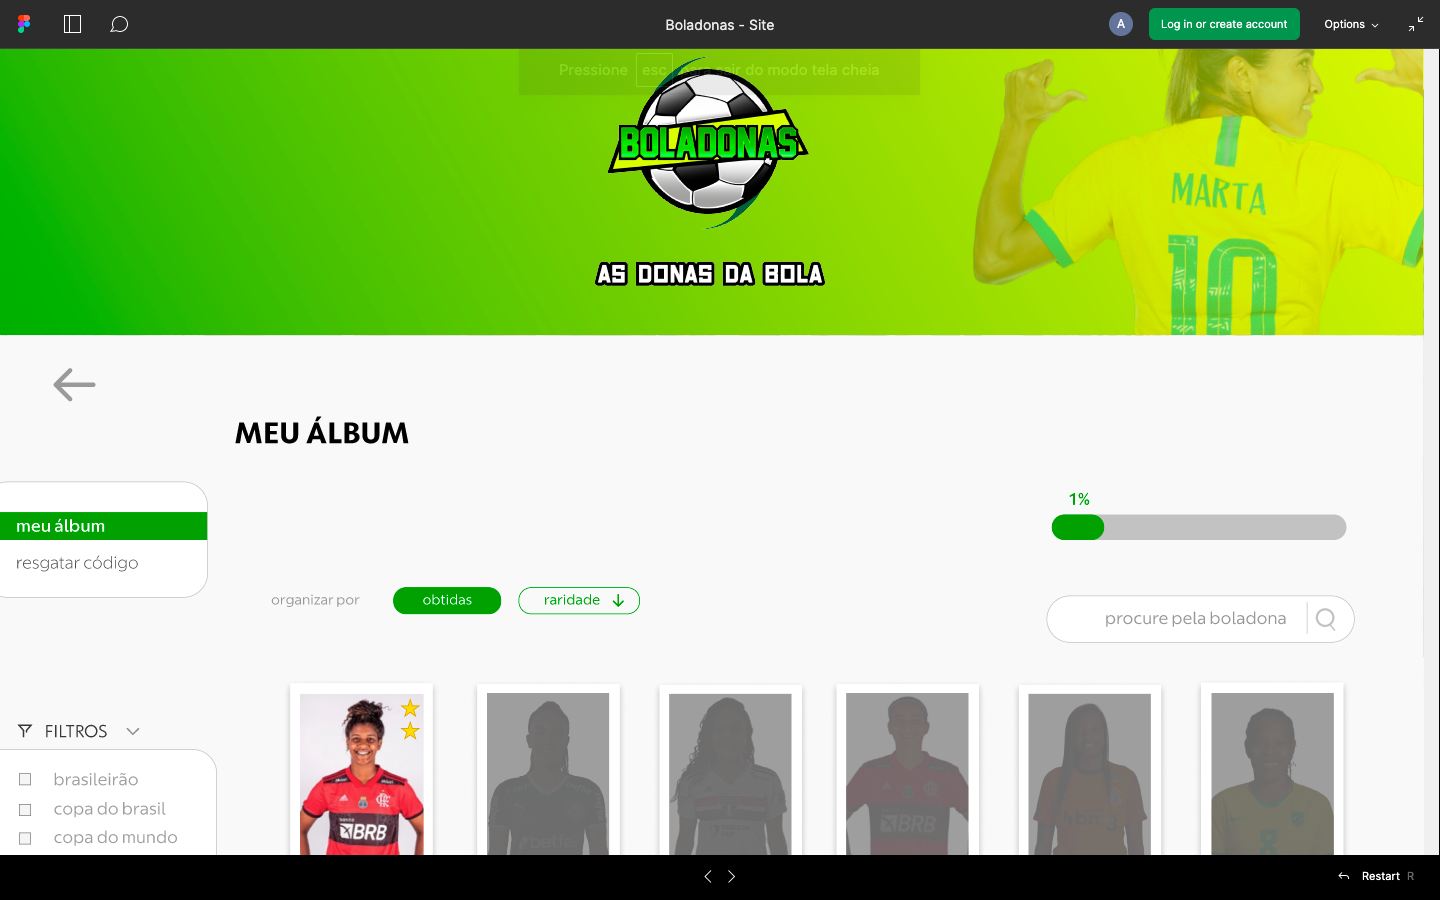 Boladonas - Site
A
Log in or create account
Options
Pressione esc para sair do modo tela cheia
BOLADONAS
MARTA
10
AS DONAS DA BOLA
MEU ÁLBUM
1%
meu álbum
resgatar código
organizar por
obtidas
raridade
procure pela boladona
FILTROS
brasileirão
copa do brasil
copa do mundo
BRB
BRB
Restart R